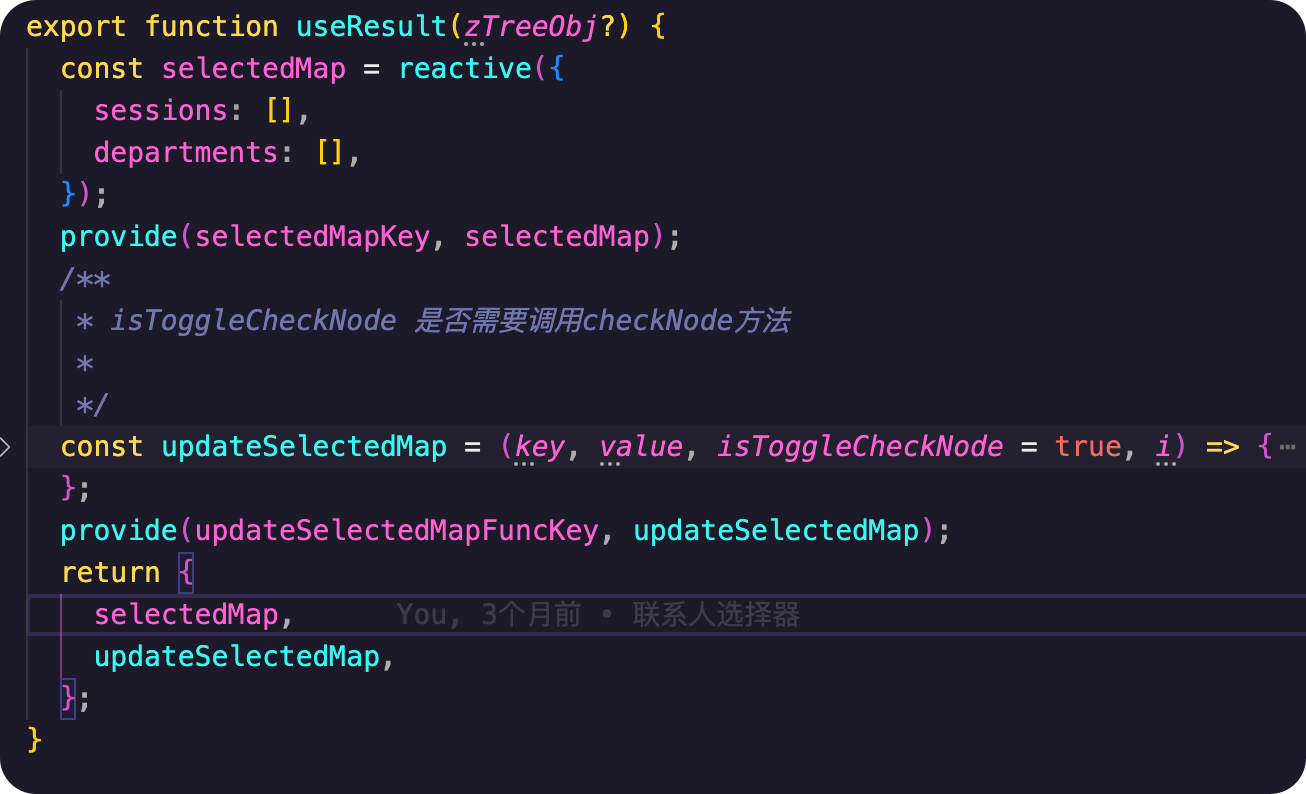 export function useResult(zTreeObj?) {
  const selectedMap = reactive({
    sessions: [],
    departments: [],
  });
  provide(selectedMapKey, selectedMap);
  /**
   * isToggleCheckNode 是否需要调用checkNode方法
   *
   */
  const updateSelectedMap = (key, value, isToggleCheckNode = true, i) => {⋯
  };
  provide(updateSelectedMapFuncKey, updateSelectedMap);
  return {
    selectedMap,      You, 3个月前 • 联系人选择器
    updateSelectedMap,
  };
}